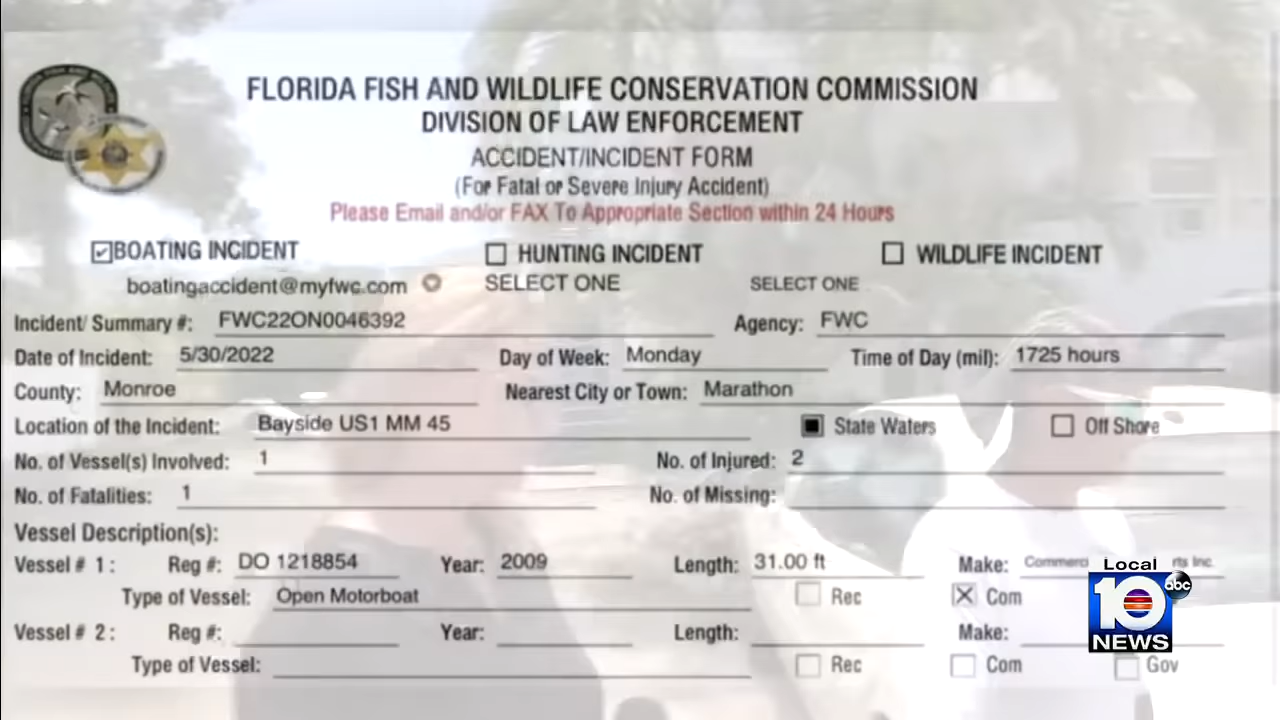 FLORIDA FISH AND WILDLIFE CONSERVATION COMMISSION
DIVISION OF LAW ENFORCEMENT
ACCIDENT/INCIDENT FORM
(For Fatal or Severe Injury Accident)
Please Email and/or FAX To Appropriate Section within 24 Hours
BOATING INCIDENT HUNTING INCIDENT WILDLIFE INCIDENT
boatingaccident@myfwc.com SELECT ONE SELECT ONE
Incident/ Summary #: FWC22ON0046392 Agency: FWC
Date of Incident: 5/30/2022 Day of Week: Monday Time of Day (mil): 1725 hours
County: Monroe Nearest City or Town: Marathon
Location of the Incident: Bayside US1 MM 45 State Waters Off Shore
No. of Vessel(s) Involved: 1 No. of Injured: 2
No. of Fatalities: 1 No. of Missing:
Vessel Description(s):
Vessel # 1: Reg #: DO 1218854 Year: 2009 Length: 31.00 ft Make: Inc.
Type of Vessel: Open Motorboat Rec Com
Vessel # 2: Reg #: Year: Length: Make:
Type of Vessel: Rec Com Gov
Local
10 abc
NEWS